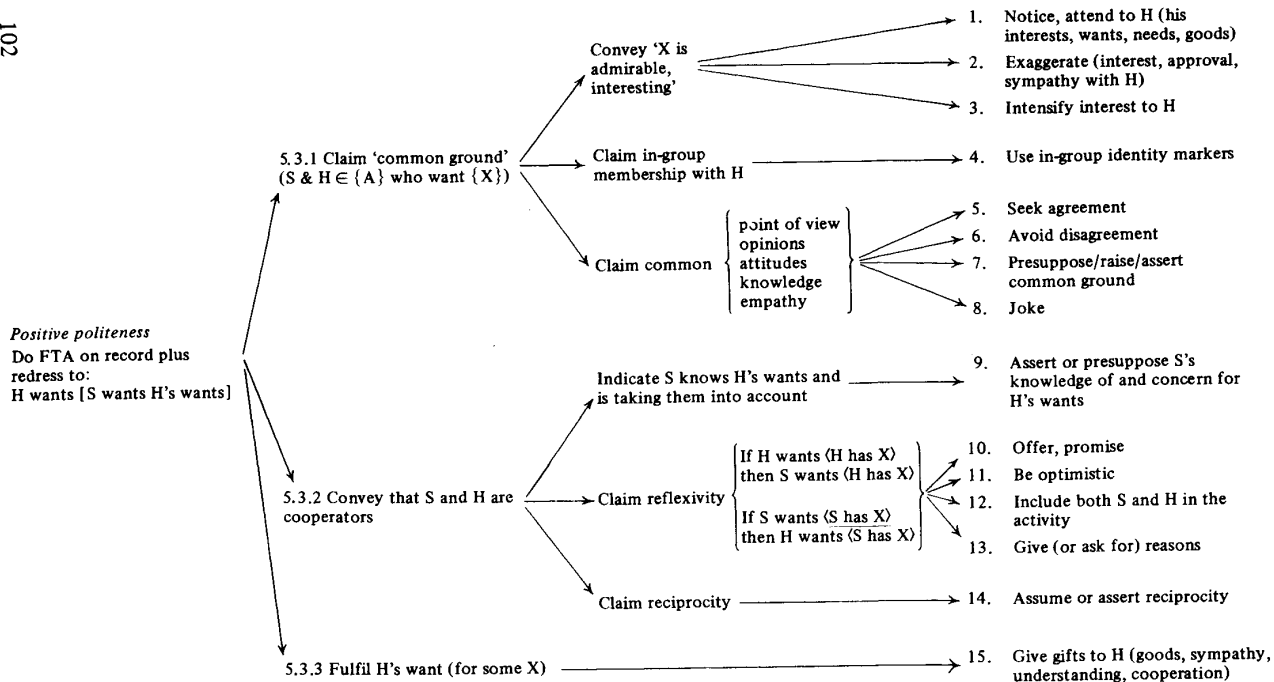 102
Positive politeness
Do FTA on record plus
redress to:
H wants [S wants H's wants]
5.3.1 Claim ‘common ground’
(S & H ∈ {A} who want {X})
Convey ‘X is
admirable,
interesting’
1. Notice, attend to H (his
interests, wants, needs, goods)
2. Exaggerate (interest, approval,
sympathy with H)
3. Intensify interest to H
Claim in-group
membership with H
4. Use in-group identity markers
Claim common
point of view
opinions
attitudes
knowledge
empathy
5. Seek agreement
6. Avoid disagreement
7. Presuppose/raise/assert
common ground
8. Joke
5.3.2 Convey that S and H are
cooperators
Indicate S knows H's wants and
is taking them into account
9. Assert or presuppose S's
knowledge of and concern for
H's wants
Claim reflexivity
If H wants ⟨H has X⟩
then S wants ⟨H has X⟩
If S wants ⟨S has X⟩
then H wants ⟨S has X⟩
10. Offer, promise
11. Be optimistic
12. Include both S and H in the
activity
13. Give (or ask for) reasons
Claim reciprocity
14. Assume or assert reciprocity
5.3.3 Fulfil H's want (for some X)
15. Give gifts to H (goods, sympathy,
understanding, cooperation)